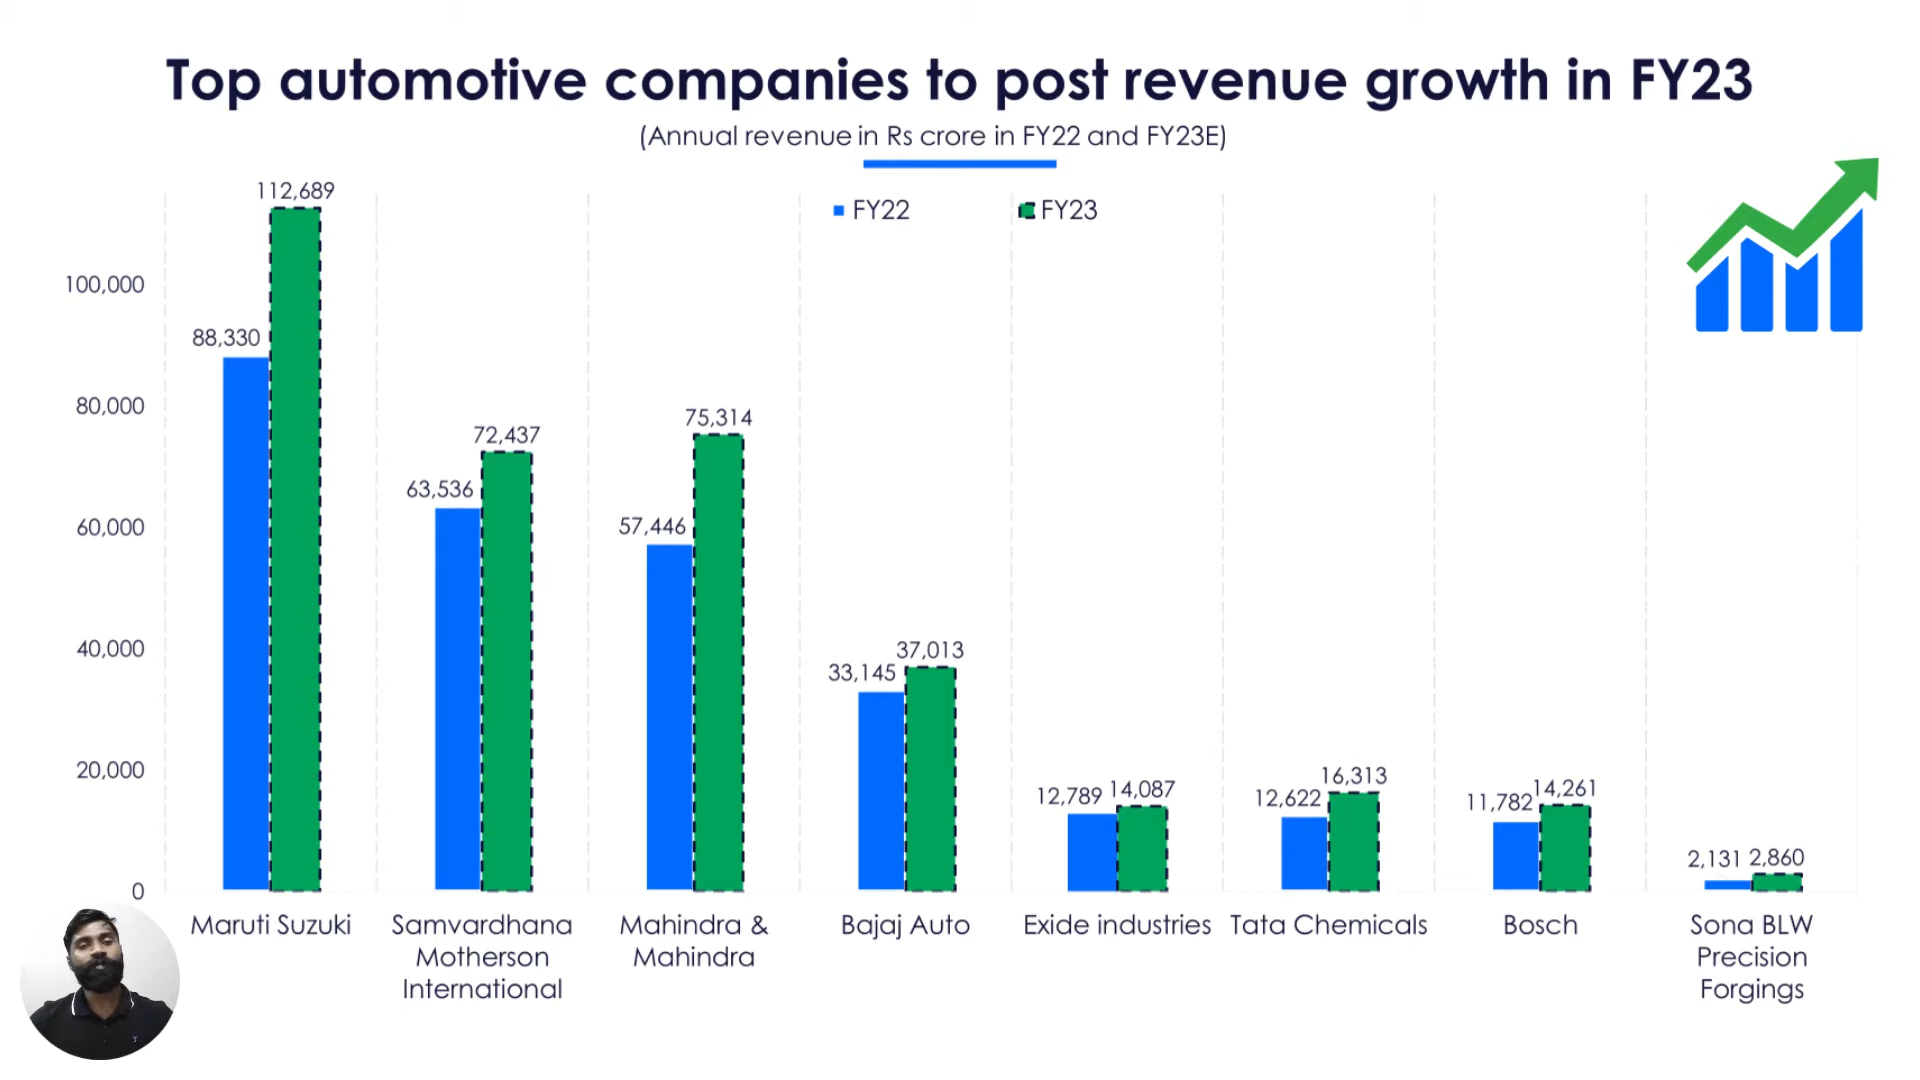 Top automotive companies to post revenue growth in FY23
(Annual revenue in Rs crore in FY22 and FY23E)
FY22
FY23
100,000
80,000
60,000
40,000
20,000
0
88,330
112,689
63,536
72,437
57,446
75,314
33,145
37,013
12,789
14,087
12,622
16,313
11,782
14,261
2,131
2,860
Maruti Suzuki
Samvardhana
Motherson
International
Mahindra &
Mahindra
Bajaj Auto
Exide industries
Tata Chemicals
Bosch
Sona BLW
Precision
Forgings